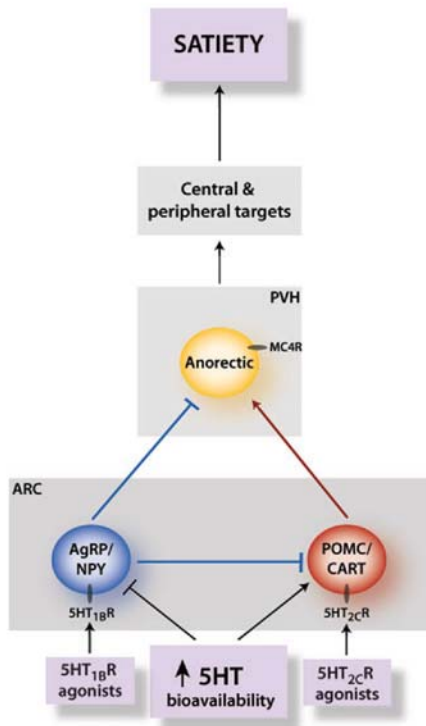 SATIETY
Central &
peripheral targets
PVH
MC4R
Anorectic
ARC
AgRP/
NPY
POMC/
CART
5HT1BR
5HT2CR
5HT1BR
agonists
↑ 5HT
bioavailability
5HT2CR
agonists